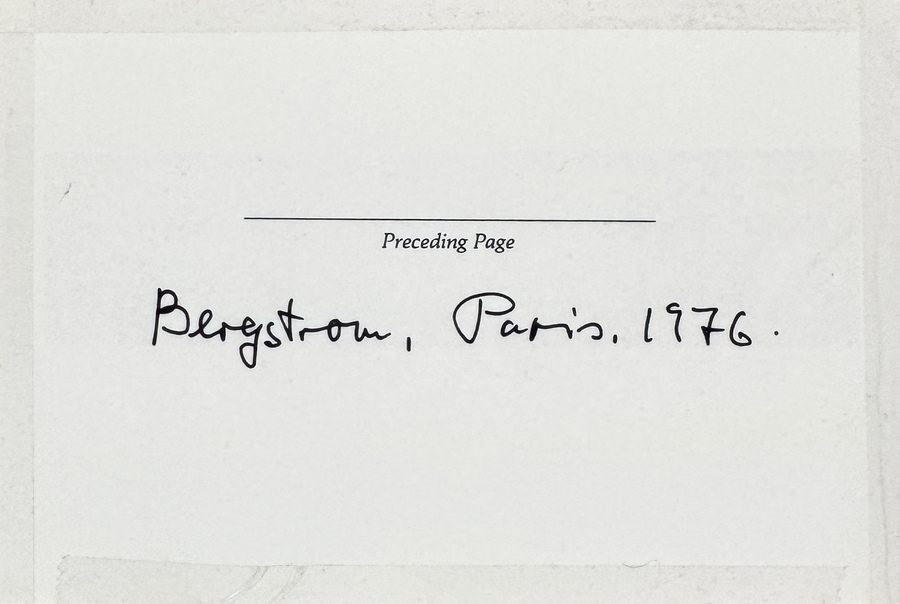 Preceding Page
Bergstrom, Paris. 1976.